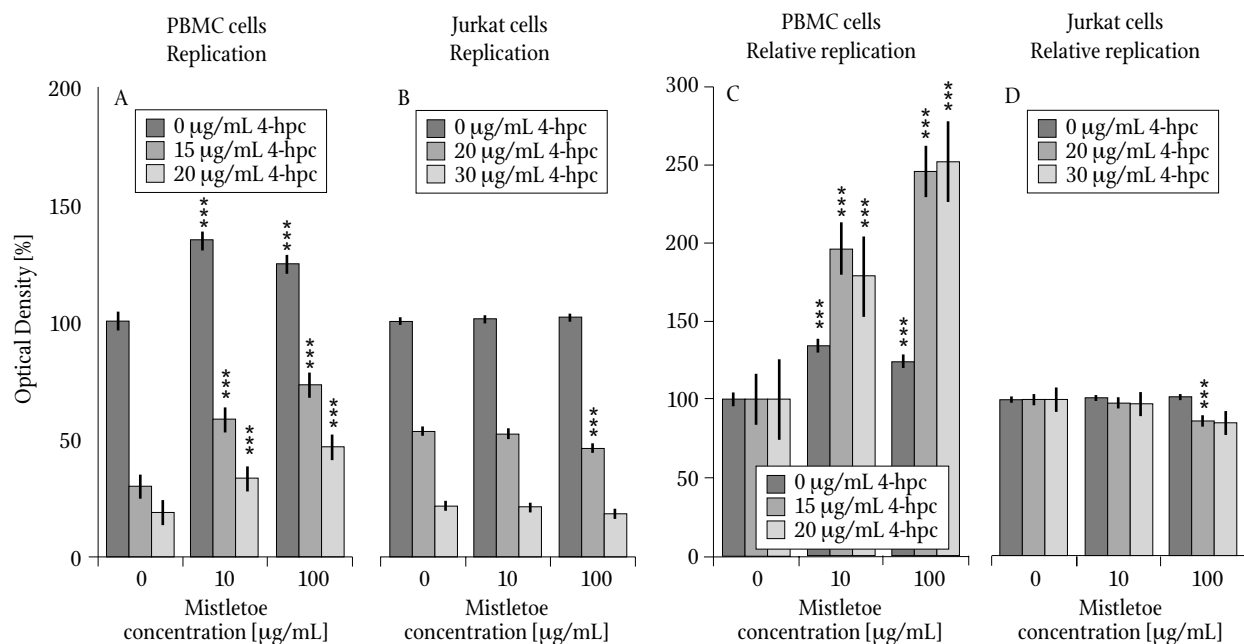 PBMC cells
Replication
Jurkat cells
Replication
PBMC cells
Relative replication
Jurkat cells
Relative replication
Optical Density [%]
200
150
100
50
0
A
0 µg/mL 4-hpc
15 µg/mL 4-hpc
20 µg/mL 4-hpc
***
***
***
***
***
***
0
10
100
Mistletoe
concentration [µg/mL]
B
0 µg/mL 4-hpc
20 µg/mL 4-hpc
30 µg/mL 4-hpc
***
0
10
100
Mistletoe
concentration [µg/mL]
300
250
200
150
100
50
0
C
***
***
***
***
***
***
0 µg/mL 4-hpc
15 µg/mL 4-hpc
20 µg/mL 4-hpc
0
10
100
Mistletoe
concentration [µg/mL]
D
0 µg/mL 4-hpc
20 µg/mL 4-hpc
30 µg/mL 4-hpc
***
0
10
100
Mistletoe
concentration [µg/mL]